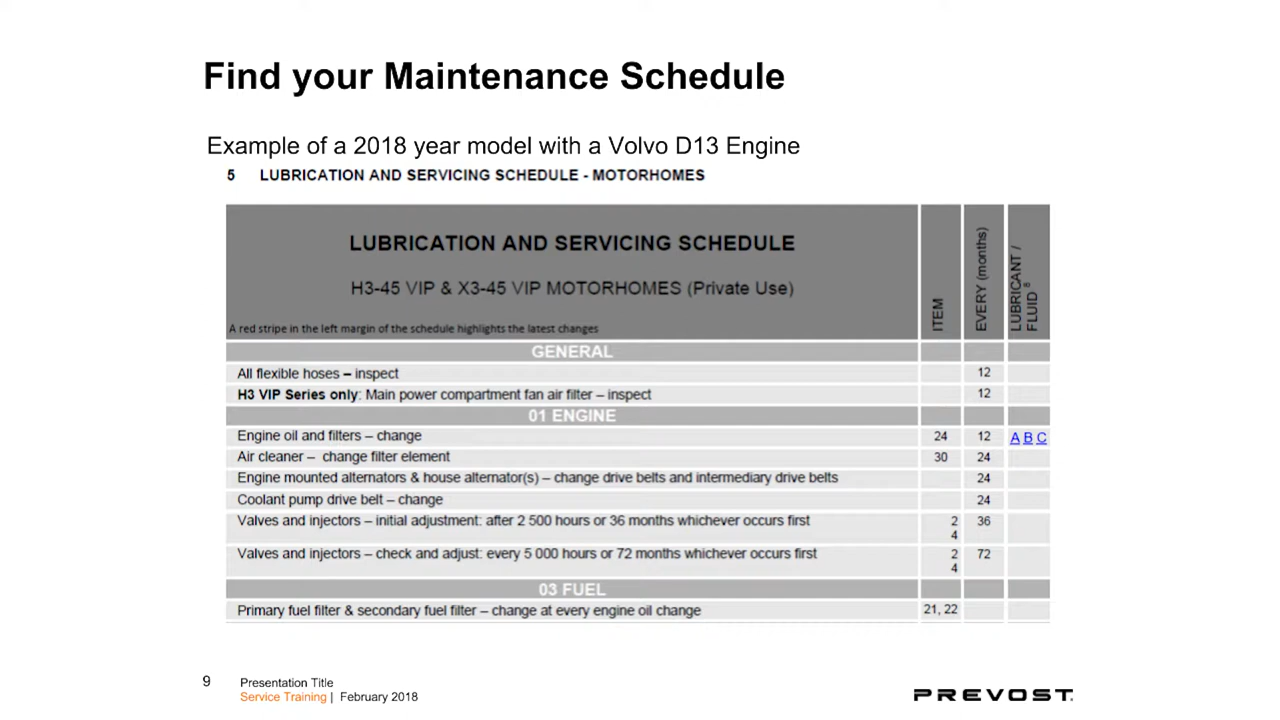 Find your Maintenance Schedule
Example of a 2018 year model with a Volvo D13 Engine
5 LUBRICATION AND SERVICING SCHEDULE - MOTORHOMES
LUBRICATION AND SERVICING SCHEDULE
H3-45 VIP & X3-45 VIP MOTORHOMES (Private Use)
A red stripe in the left margin of the schedule highlights the latest changes
ITEM
EVERY (months)
LUBRICANT /
FLUID 8
GENERAL
All flexible hoses – inspect 12
H3 VIP Series only: Main power compartment fan air filter – inspect 12
01 ENGINE
Engine oil and filters – change 24 12 A B C
Air cleaner – change filter element 30 24
Engine mounted alternators & house alternator(s) – change drive belts and intermediary drive belts 24
Coolant pump drive belt – change 24
Valves and injectors – initial adjustment: after 2 500 hours or 36 months whichever occurs first 2 36
4
Valves and injectors – check and adjust: every 5 000 hours or 72 months whichever occurs first 2 72
4
03 FUEL
Primary fuel filter & secondary fuel filter – change at every engine oil change 21, 22
9 Presentation Title
Service Training | February 2018
PREVOST